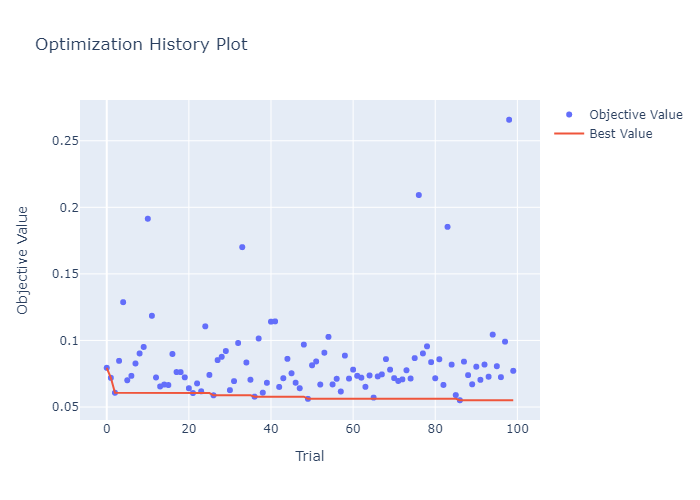 Optimization History Plot
Objective Value
Best Value
0.25
0.2
0.15
0.1
0.05
Objective Value
0
20
40
60
80
100
Trial